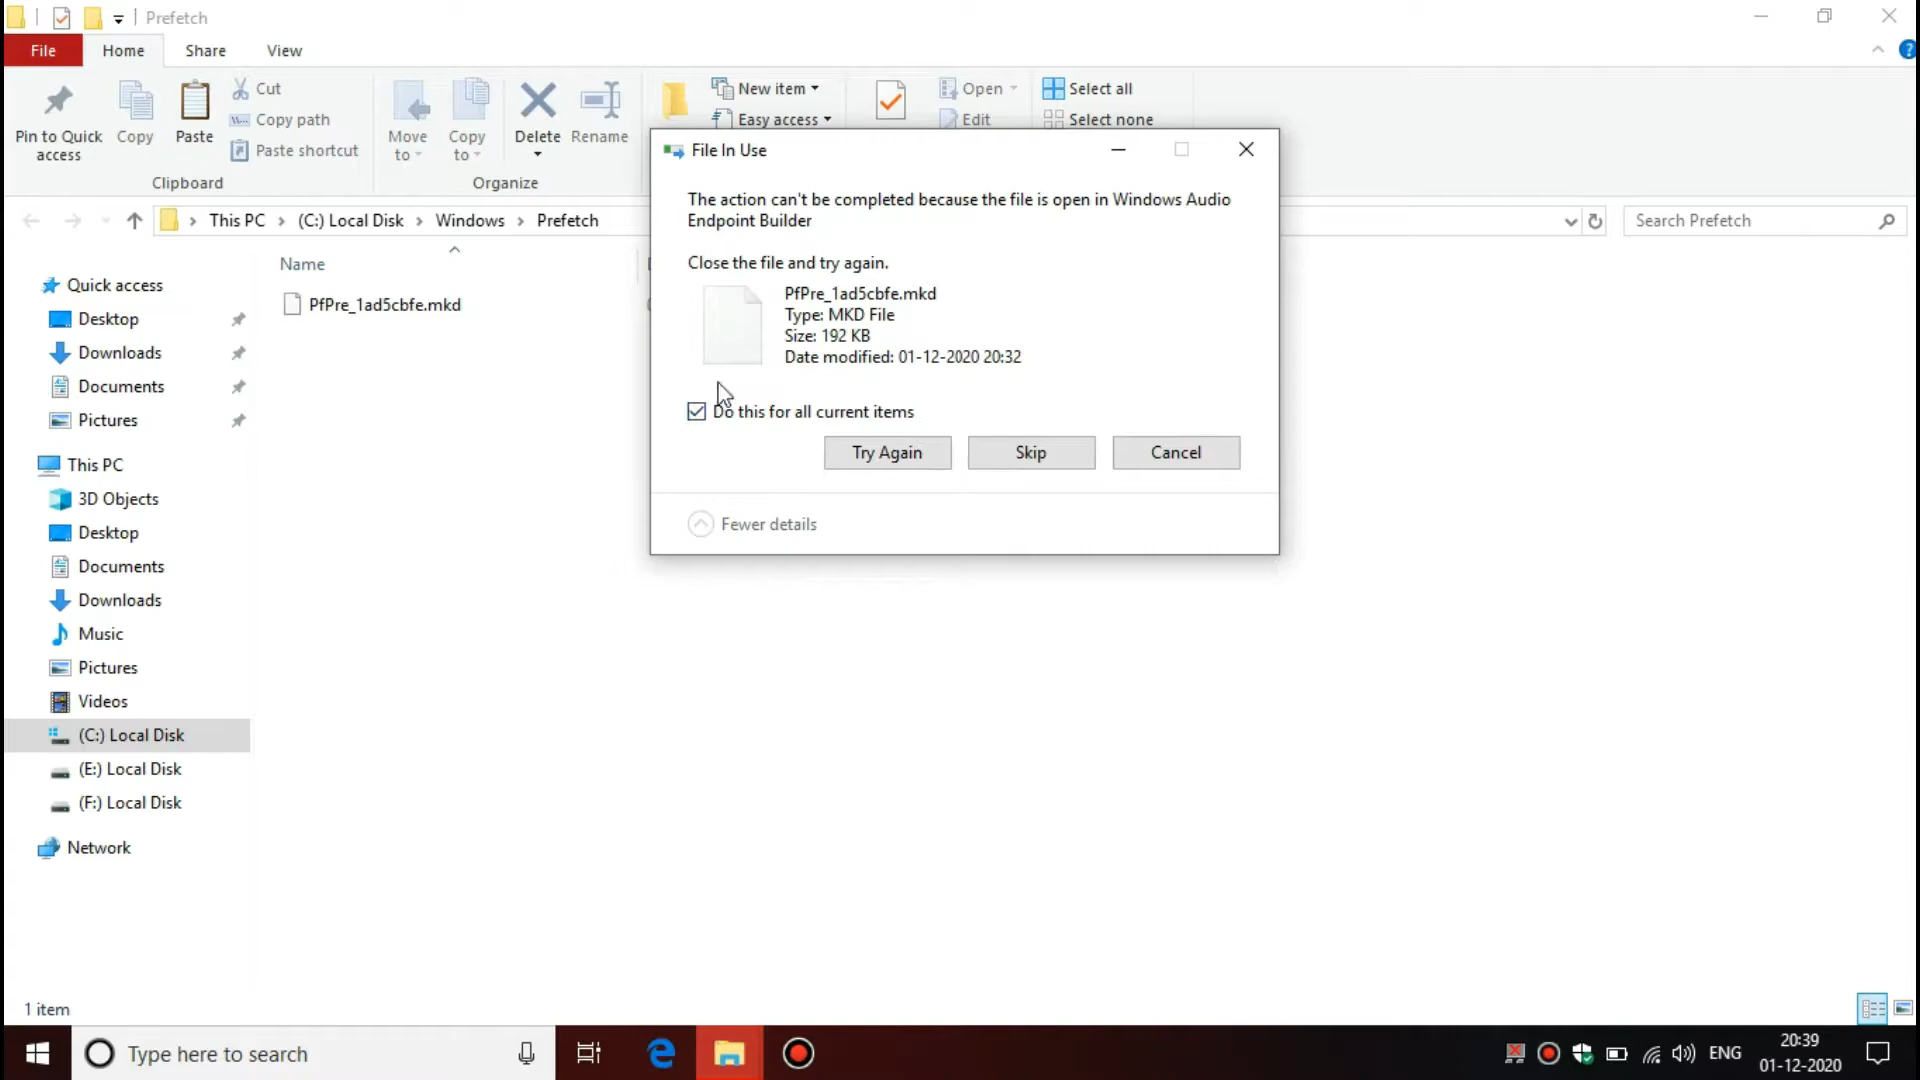 Prefetch
File
Home
Share
View
Pin to Quick access
Copy
Paste
Cut
Copy path
Paste shortcut
Clipboard
Move to
Copy to
Delete
Rename
Organize
New item
Easy access
Open
Edit
Select all
Select none
This PC
(C:) Local Disk
Windows
Prefetch
Search Prefetch
Name
PfPre_1ad5cbfe.mkd
Quick access
Desktop
Downloads
Documents
Pictures
This PC
3D Objects
Desktop
Documents
Downloads
Music
Pictures
Videos
(C:) Local Disk
(E:) Local Disk
(F:) Local Disk
Network
1 item
File In Use
The action can't be completed because the file is open in Windows Audio
Endpoint Builder
Close the file and try again.
PfPre_1ad5cbfe.mkd
Type: MKD File
Size: 192 KB
Date modified: 01-12-2020 20:32
Do this for all current items
Try Again
Skip
Cancel
Fewer details
Type here to search
ENG
20:39
01-12-2020